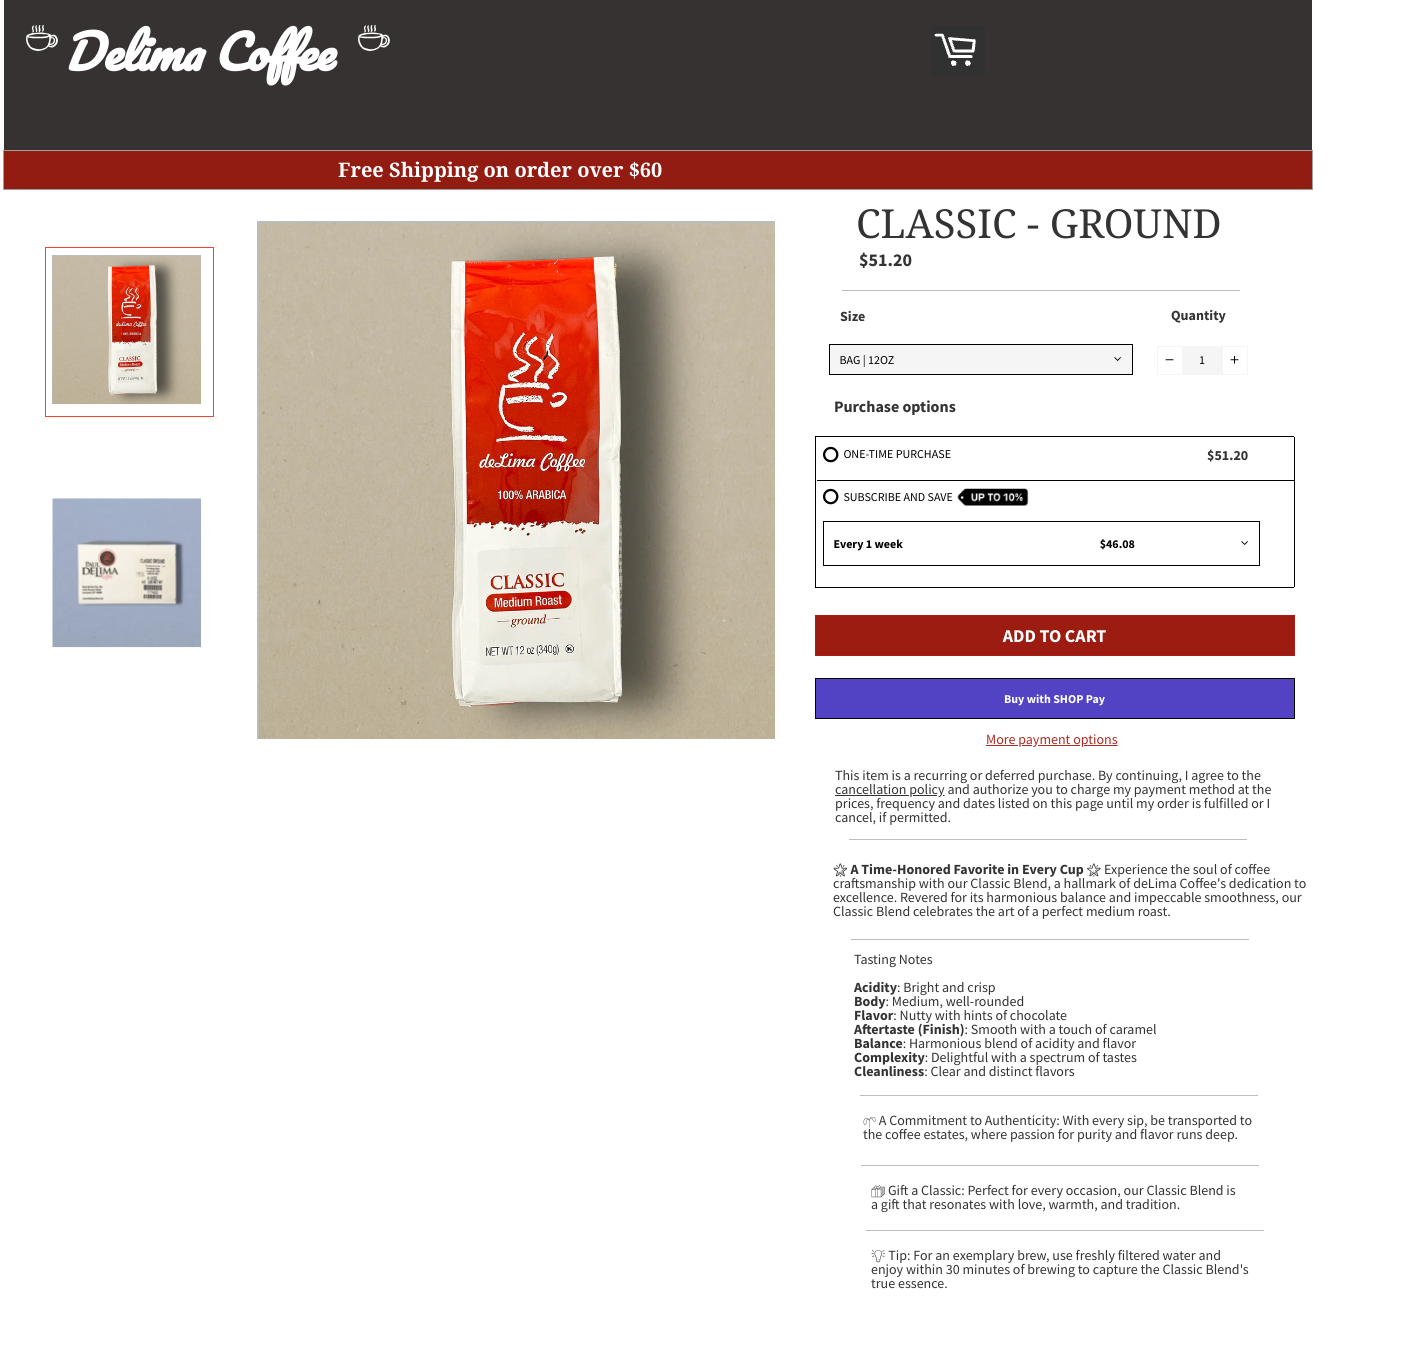 Delima Coffee
Free Shipping on order over $60
CLASSIC - GROUND
$51.20
Size
Quantity
BAG | 12OZ
− 1 +
Purchase options
ONE-TIME PURCHASE $51.20
SUBSCRIBE AND SAVE UP TO 10%
Every 1 week $46.08
ADD TO CART
Buy with SHOP Pay
More payment options
This item is a recurring or deferred purchase. By continuing, I agree to the
cancellation policy and authorize you to charge my payment method at the
prices, frequency and dates listed on this page until my order is fulfilled or I
cancel, if permitted.
A Time-Honored Favorite in Every Cup Experience the soul of coffee
craftsmanship with our Classic Blend, a hallmark of deLima Coffee's dedication to
excellence. Revered for its harmonious balance and impeccable smoothness, our
Classic Blend celebrates the art of a perfect medium roast.
Tasting Notes
Acidity: Bright and crisp
Body: Medium, well-rounded
Flavor: Nutty with hints of chocolate
Aftertaste (Finish): Smooth with a touch of caramel
Balance: Harmonious blend of acidity and flavor
Complexity: Delightful with a spectrum of tastes
Cleanliness: Clear and distinct flavors
A Commitment to Authenticity: With every sip, be transported to
the coffee estates, where passion for purity and flavor runs deep.
Gift a Classic: Perfect for every occasion, our Classic Blend is
a gift that resonates with love, warmth, and tradition.
Tip: For an exemplary brew, use freshly filtered water and
enjoy within 30 minutes of brewing to capture the Classic Blend's
true essence.
deLima Coffee
100% ARABICA
CLASSIC
Medium Roast
ground
NET WT 12 oz (340g)
deLima Coffee
CLASSIC
Medium Roast
ground
PAUL
DELIMA
CLASSIC GROUND